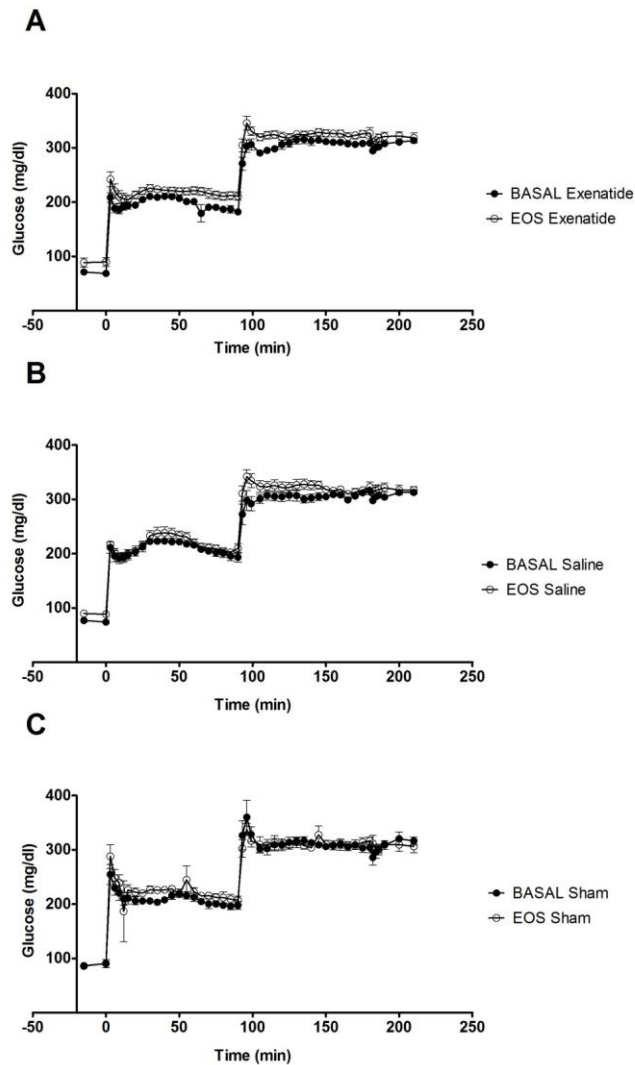 A
400
300
200
100
Glucose (mg/dl)
-50 0 50 100 150 200 250
Time (min)
BASAL Exenatide
EOS Exenatide
B
400
300
200
100
Glucose (mg/dl)
-50 0 50 100 150 200 250
Time (min)
BASAL Saline
EOS Saline
C
400
300
200
100
Glucose (mg/dl)
-50 0 50 100 150 200 250
Time (min)
BASAL Sham
EOS Sham